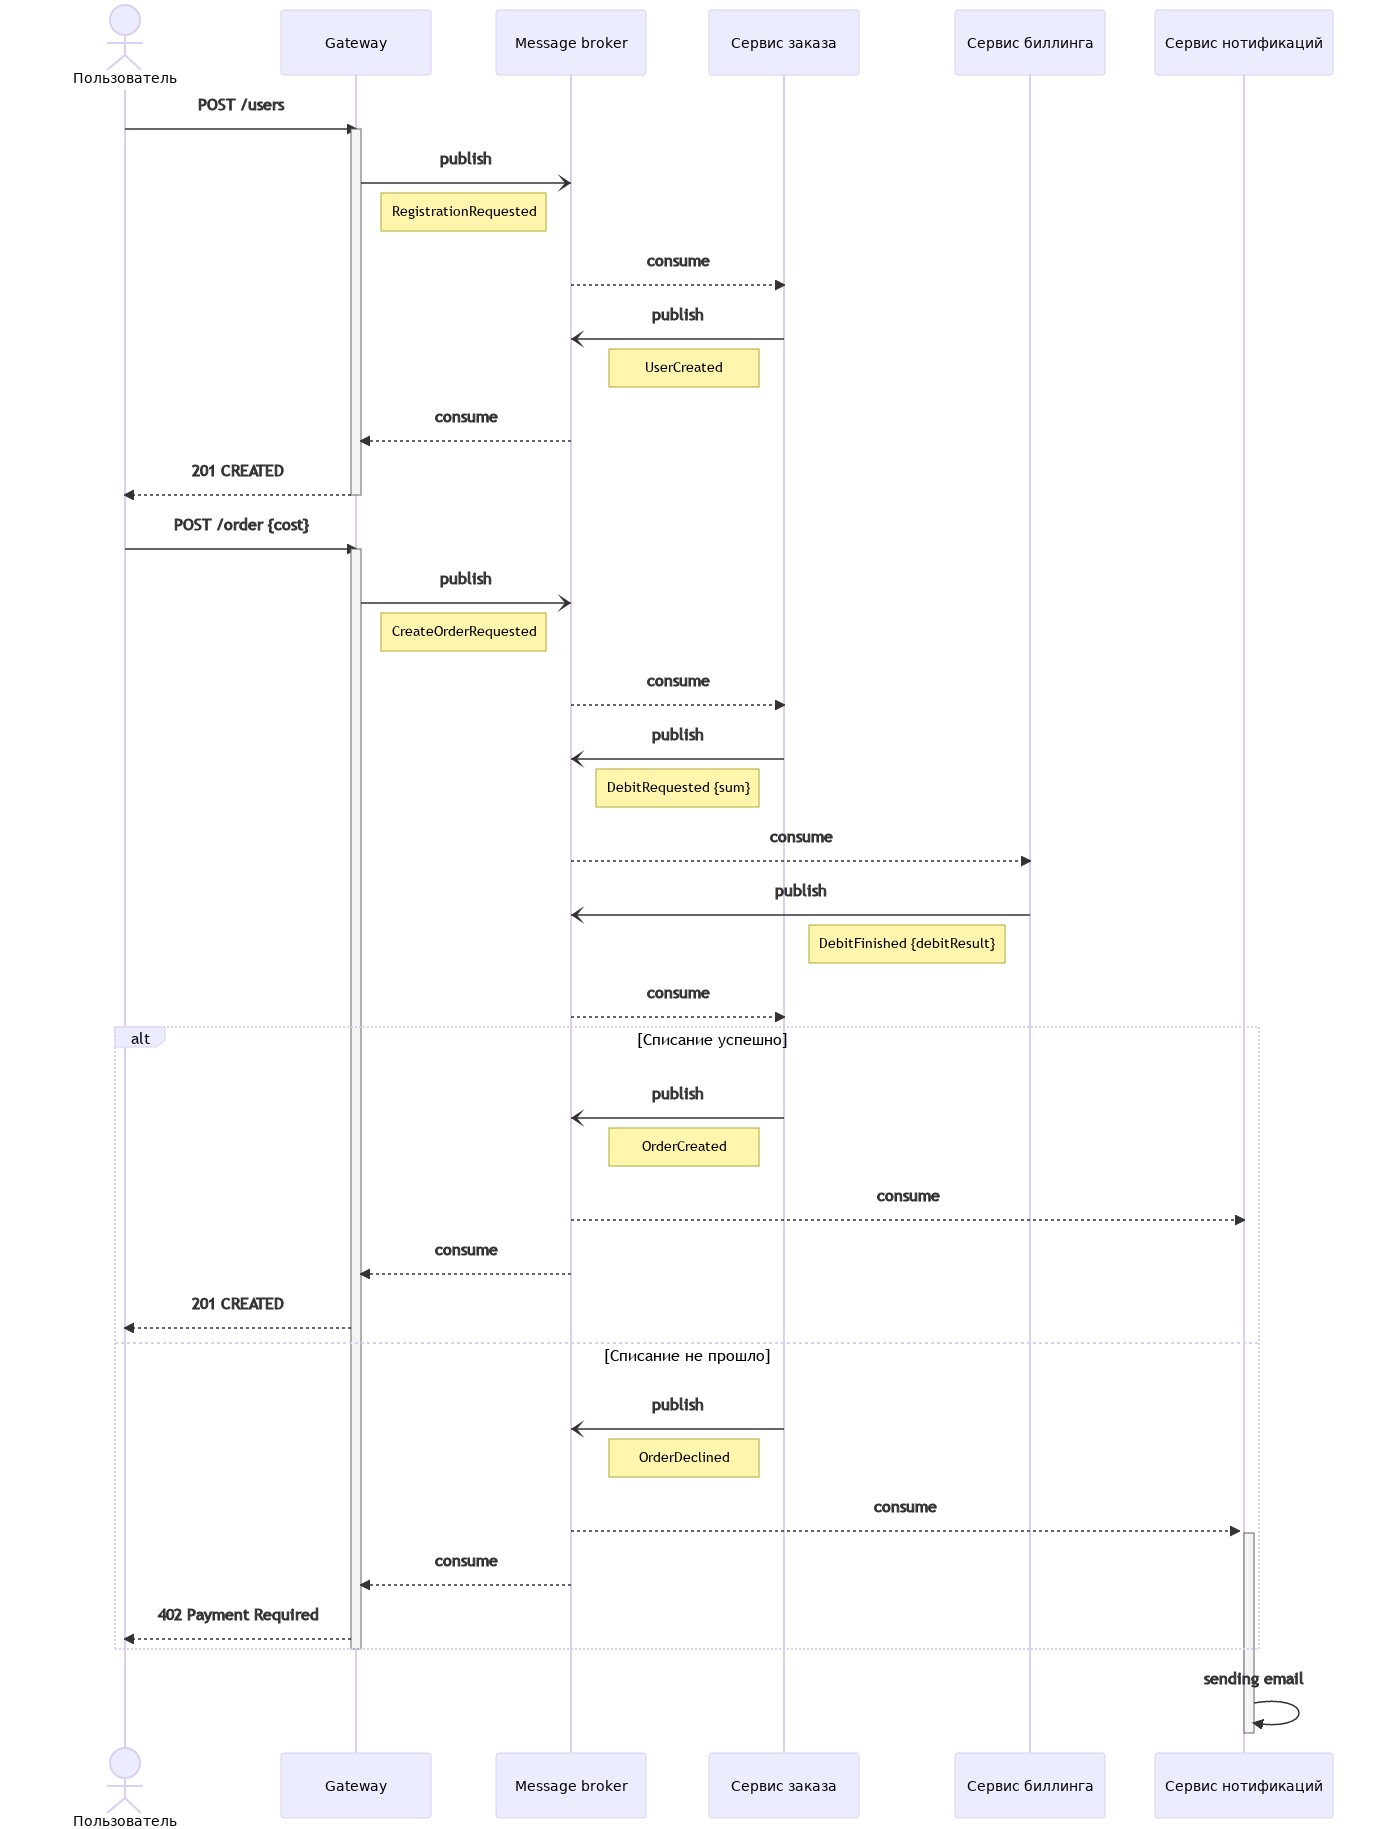 Пользователь
Gateway
Message broker
Сервис заказа
Сервис биллинга
Сервис нотификаций
POST /users
publish
RegistrationRequested
consume
publish
UserCreated
consume
201 CREATED
POST /order {cost}
publish
CreateOrderRequested
consume
publish
DebitRequested {sum}
consume
publish
DebitFinished {debitResult}
consume
alt
[Списание успешно]
publish
OrderCreated
consume
consume
201 CREATED
[Списание не прошло]
publish
OrderDeclined
consume
consume
402 Payment Required
sending email
Пользователь
Gateway
Message broker
Сервис заказа
Сервис биллинга
Сервис нотификаций